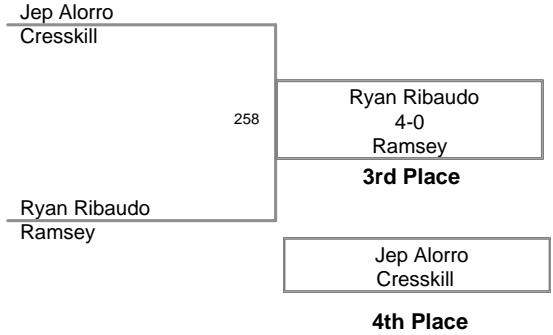 Jep Alorro
Cresskill
258
Ryan Ribaudo
4-0
Ramsey
3rd Place
Ryan Ribaudo
Ramsey
Jep Alorro
Cresskill
4th Place